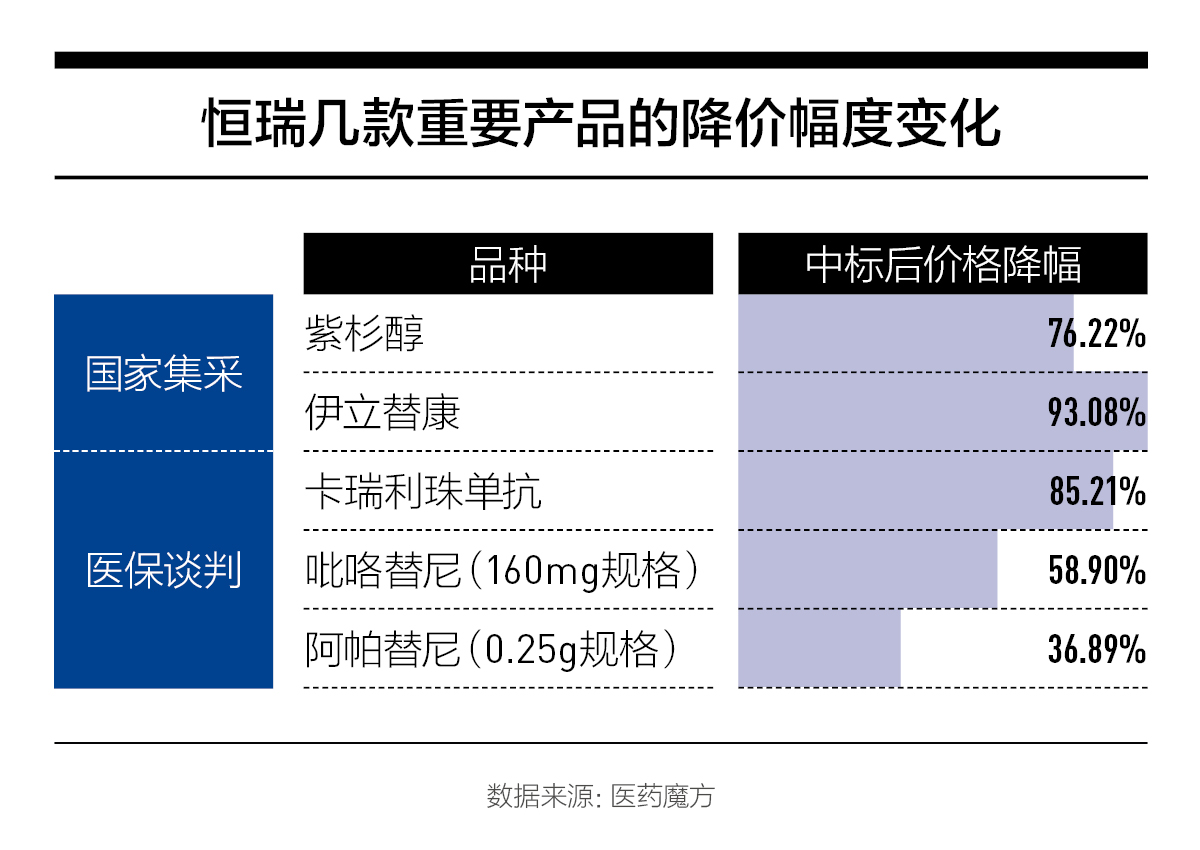 恒瑞几款重要产品的降价幅度变化
品种 中标后价格降幅
国家集采
紫杉醇 76.22%
伊立替康 93.08%
医保谈判
卡瑞利珠单抗 85.21%
吡咯替尼（160mg规格） 58.90%
阿帕替尼（0.25g规格） 36.89%
数据来源：医药魔方